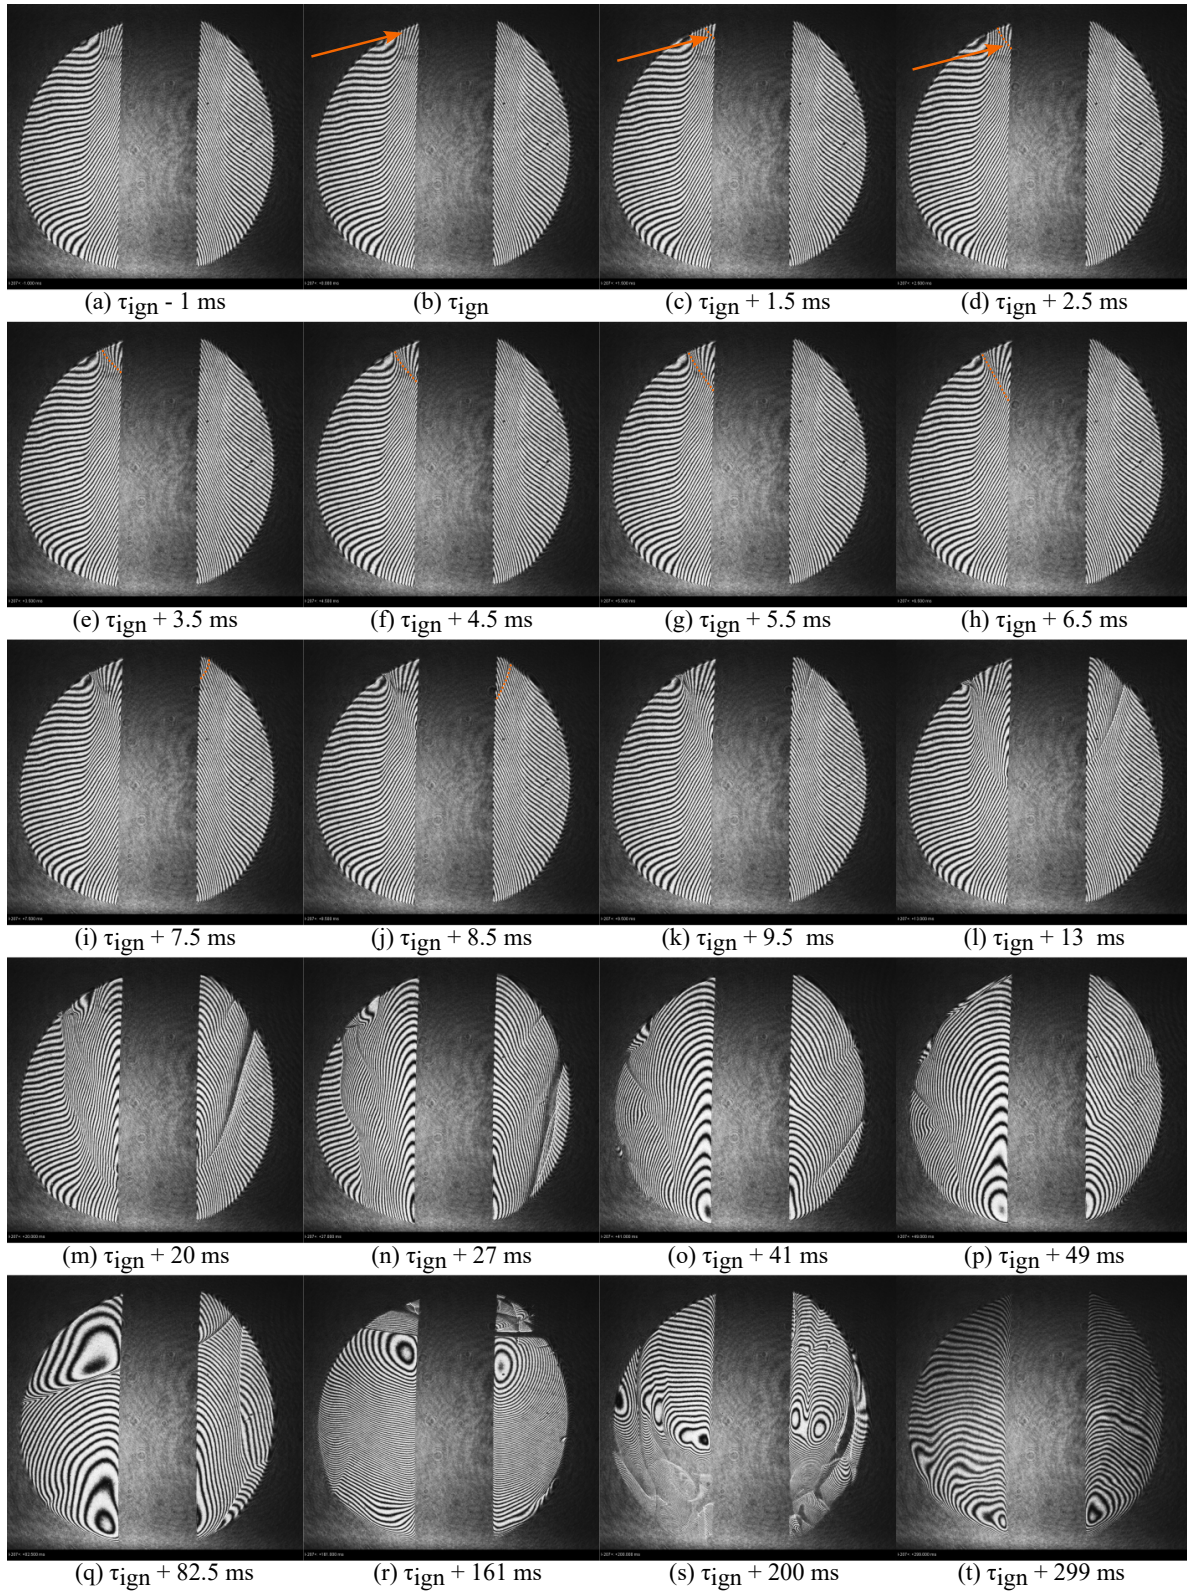 (a) τign - 1 ms
(b) τign
(c) τign + 1.5 ms
(d) τign + 2.5 ms
(e) τign + 3.5 ms
(f) τign + 4.5 ms
(g) τign + 5.5 ms
(h) τign + 6.5 ms
(i) τign + 7.5 ms
(j) τign + 8.5 ms
(k) τign + 9.5 ms
(l) τign + 13 ms
(m) τign + 20 ms
(n) τign + 27 ms
(o) τign + 41 ms
(p) τign + 49 ms
(q) τign + 82.5 ms
(r) τign + 161 ms
(s) τign + 200 ms
(t) τign + 299 ms